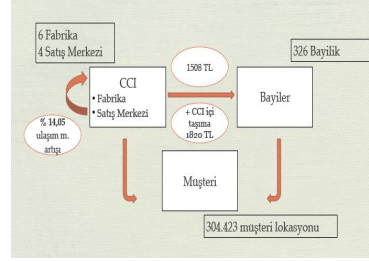 6 Fabrika
4 Satış Merkezi
1508 TL
326 Bayilik
CCI
• Fabrika
• Satış Merkezi
Bayiler
% 14,05
ulaşım m.
artışı
+ CCI içi
taşıma
1820 TL
Müşteri
304.423 müşteri lokasyonu